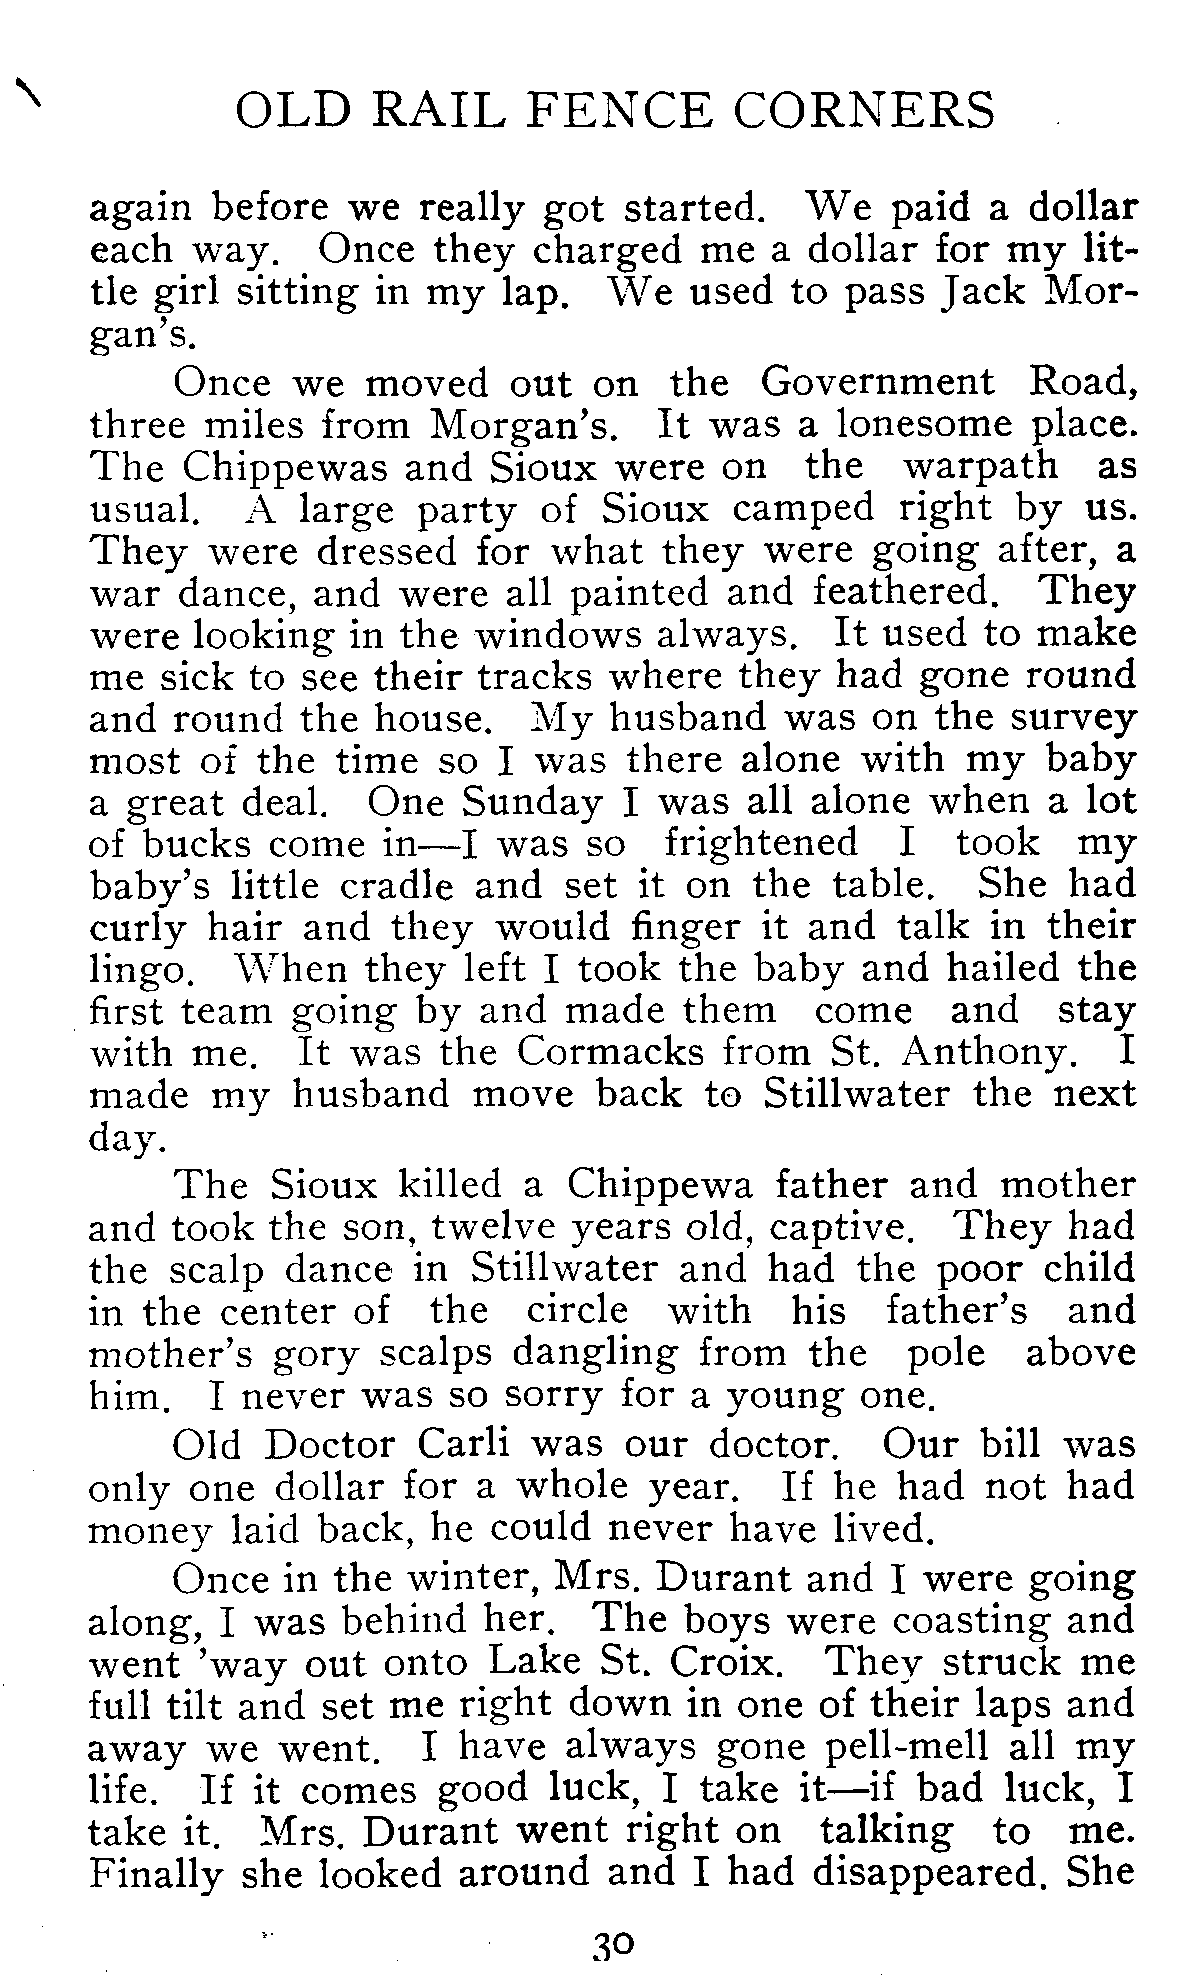 OLD RAIL FENCE CORNERS
again before we really got started. We paid a dollar
each way. Once they charged me a dollar for my lit-
tle girl sitting in my lap. We used to pass Jack Mor-
gan's.
Once we moved out on the Government Road,
three miles from Morgan's. It was a lonesome place.
The Chippewas and Sioux were on the warpath as
usual. A large party of Sioux camped right by us.
They were dressed for what they were going after, a
war dance, and were all painted and feathered. They
were looking in the windows always. It used to make
me sick to see their tracks where they had gone round
and round the house. My husband was on the survey
most of the time so I was there alone with my baby
a great deal. One Sunday I was all alone when a lot
of bucks come in—I was so frightened I took my
baby's little cradle and set it on the table. She had
curly hair and they would finger it and talk in their
lingo. When they left I took the baby and hailed the
first team going by and made them come and stay
with me. It was the Cormacks from St. Anthony. I
made my husband move back to Stillwater the next
day.
The Sioux killed a Chippewa father and mother
and took the son, twelve years old, captive. They had
the scalp dance in Stillwater and had the poor child
in the center of the circle with his father's and
mother's gory scalps dangling from the pole above
him. I never was so sorry for a young one.
Old Doctor Carli was our doctor. Our bill was
only one dollar for a whole year. If he had not had
money laid back, he could never have lived.
Once in the winter, Mrs. Durant and I were going
along, I was behind her. The boys were coasting and
went 'way out onto Lake St. Croix. They struck me
full tilt and set me right down in one of their laps and
away we went. I have always gone pell-mell all my
life. If it comes good luck, I take it—if bad luck, I
take it. Mrs. Durant went right on talking to me.
Finally she looked around and I had disappeared. She
30